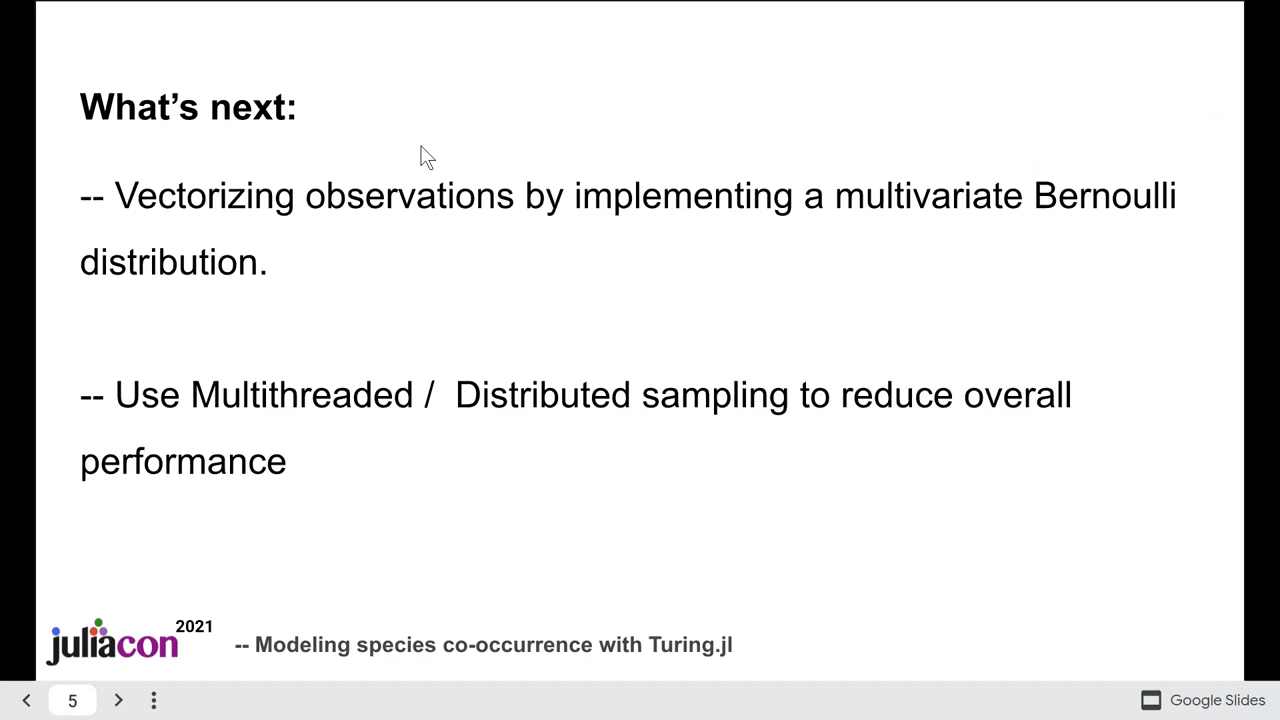 What’s next:
-- Vectorizing observations by implementing a multivariate Bernoulli
distribution.
-- Use Multithreaded /  Distributed sampling to reduce overall
performance
juliacon 2021
-- Modeling species co-occurrence with Turing.jl
5
Google Slides